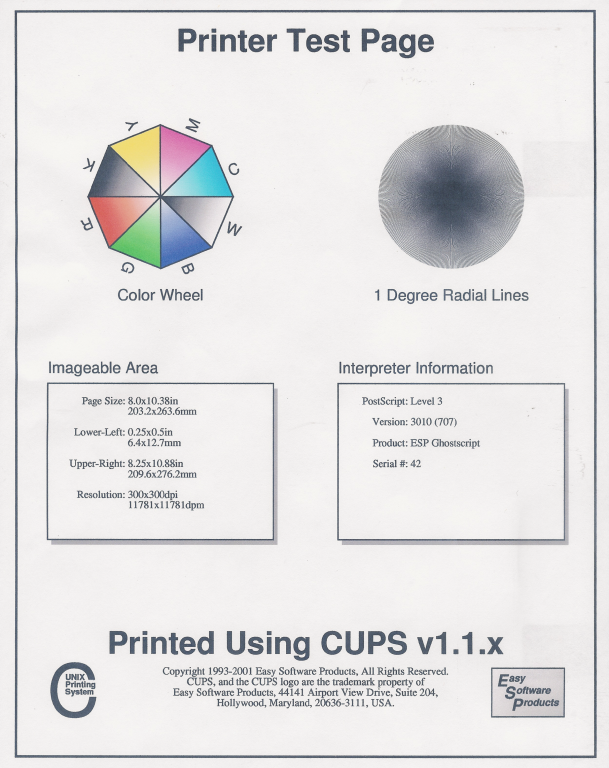 Printer Test Page
Y
M
K
C
R
W
G
B
Color Wheel
1 Degree Radial Lines
Imageable Area
Page Size: 8.0x10.38in
203.2x263.6mm
Lower-Left: 0.25x0.5in
6.4x12.7mm
Upper-Right: 8.25x10.88in
209.6x276.2mm
Resolution: 300x300dpi
11781x11781dpm
Interpreter Information
PostScript: Level 3
Version: 3010 (707)
Product: ESP Ghostscript
Serial #: 42
Printed Using CUPS v1.1.x
UNIX
Printing
System
Copyright 1993-2001 Easy Software Products, All Rights Reserved.
CUPS, and the CUPS logo are the trademark property of
Easy Software Products, 44141 Airport View Drive, Suite 204,
Hollywood, Maryland, 20636-3111, USA.
Easy
Software
Products